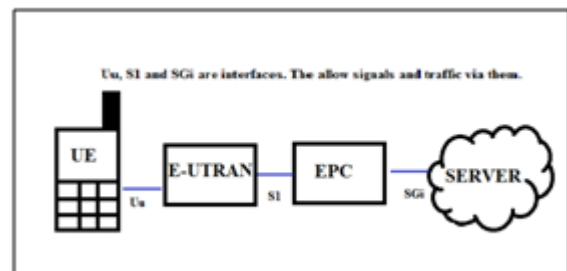 Uu, S1 and SGi are interfaces. The allow signals and traffic via them.
UE
E-UTRAN
EPC
SERVER
Uu
S1
SGi